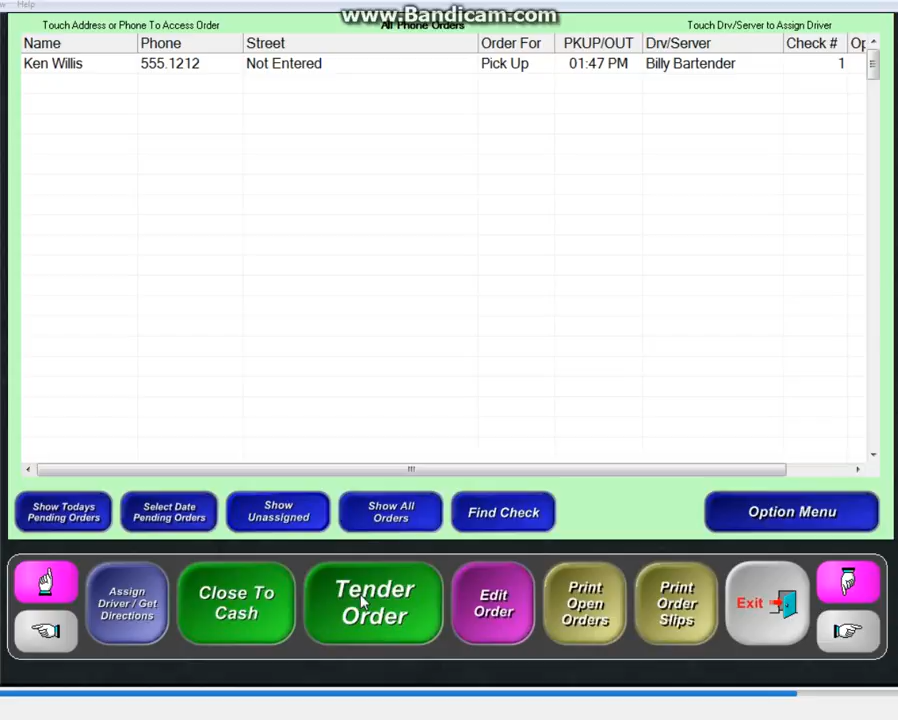 Help
www.Bandicam.com
Touch Address or Phone To Access Order All Phone Orders Touch Drv/Server to Assign Driver
Name Phone Street Order For PKUP/OUT Drv/Server Check # Op
Ken Willis 555.1212 Not Entered Pick Up 01:47 PM Billy Bartender 1
Show Todays
Pending Orders
Select Date
Pending Orders
Show
Unassigned
Show All
Orders
Find Check
Option Menu
Assign
Driver / Get
Directions
Close To
Cash
Tender
Order
Edit
Order
Print
Open
Orders
Print
Order
Slips
Exit